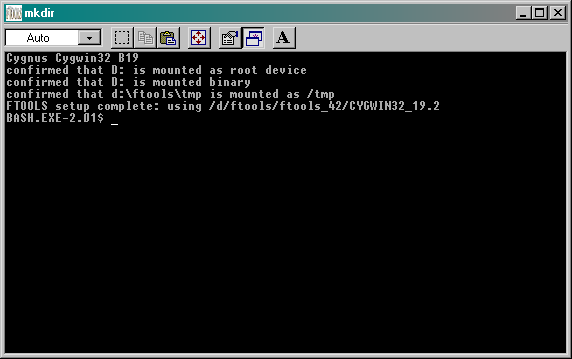 mkdir
Auto
A
Cygnus Cygwin32 B19
confirmed that D: is mounted as root device
confirmed that D: is mounted binary
confirmed that d:\ftools\tmp is mounted as /tmp
FTOOLS setup complete: using /d/ftools/ftools_42/CYGWIN32_19.2
BASH.EXE-2.01$ _